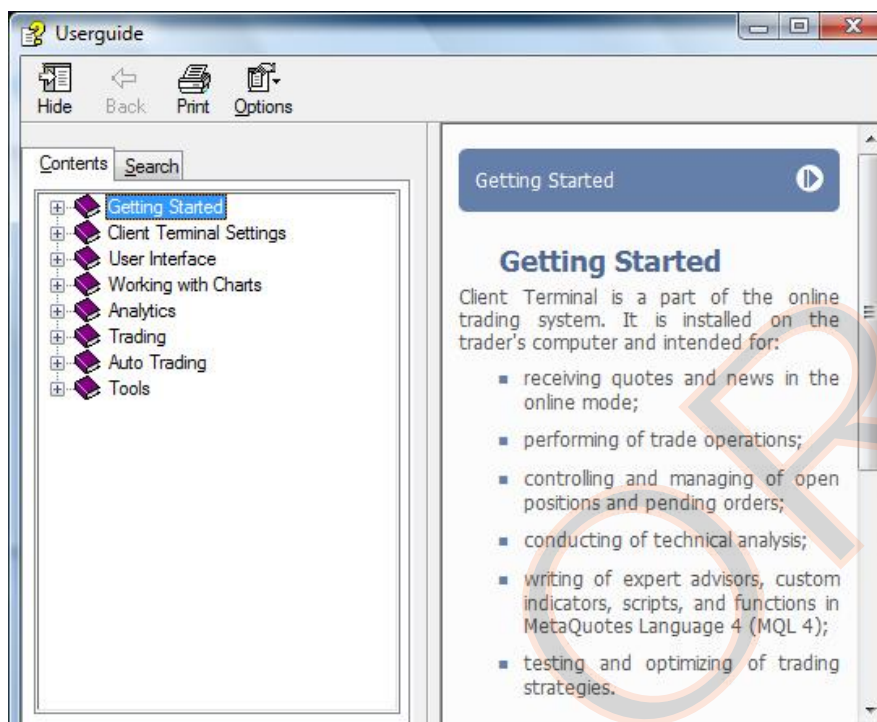 Userguide
Hide Back Print Options
Contents Search
Getting Started
Client Terminal Settings
User Interface
Working with Charts
Analytics
Trading
Auto Trading
Tools
Getting Started
Getting Started
Client Terminal is a part of the online
trading system. It is installed on the
trader's computer and intended for:
receiving quotes and news in the
online mode;
performing of trade operations;
controlling and managing of open
positions and pending orders;
conducting of technical analysis;
writing of expert advisors, custom
indicators, scripts, and functions in
MetaQuotes Language 4 (MQL 4);
testing and optimizing of trading
strategies.